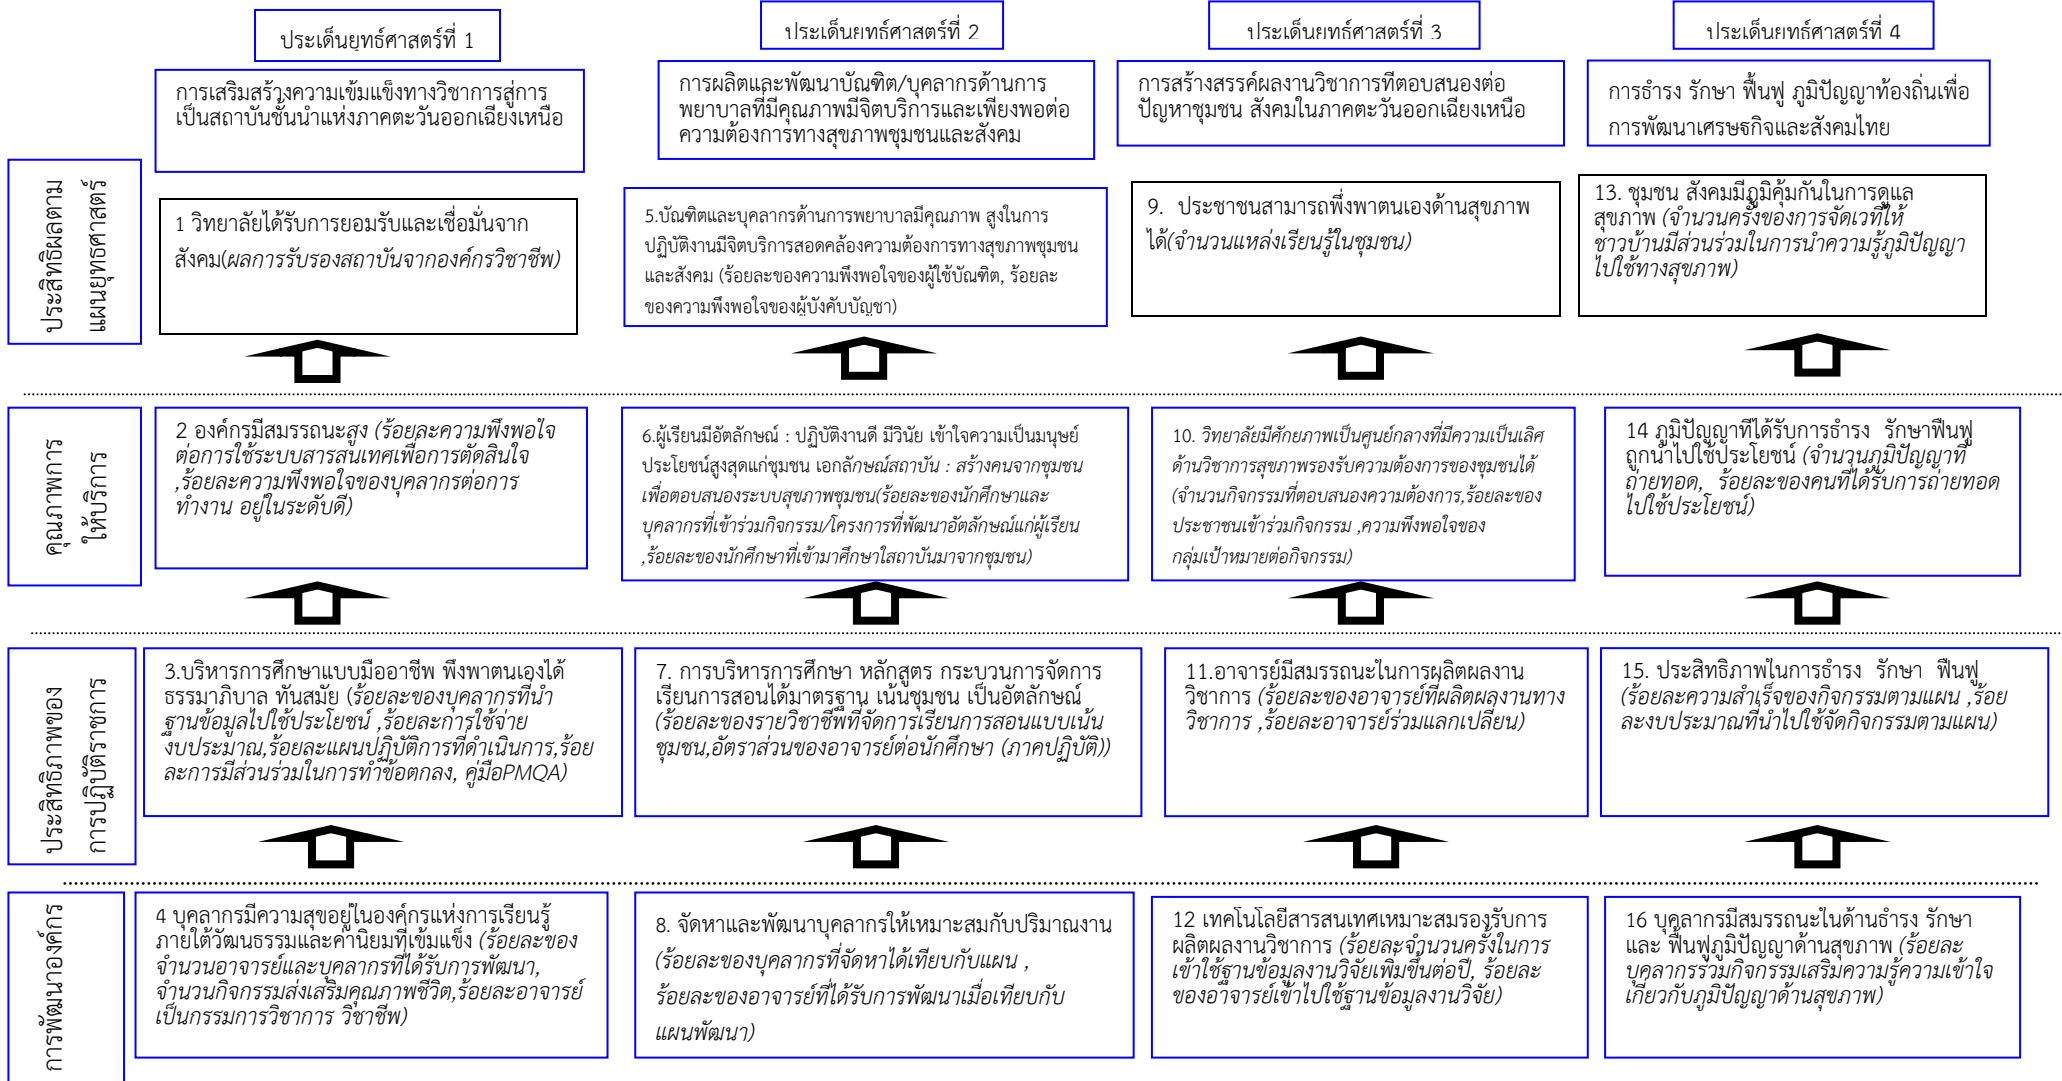 ประเด็นยุทธ์ศาสตร์ที่ 1
ประเด็นยุทธ์ศาสตร์ที่ 2
ประเด็นยุทธ์ศาสตร์ที่ 3
ประเด็นยุทธ์ศาสตร์ที่ 4
การเสริมสร้างความเข้มแข็งทางวิชาการสู่การ
เป็นสถาบันชั้นนำแห่งภาคตะวันออกเฉียงเหนือ
การผลิตและพัฒนาบัณฑิต/บุคลากรด้านการ
พยาบาลที่มีคุณภาพมีจิตบริการและเพียงพอต่อ
ความต้องการทางสุขภาพชุมชนและสังคม
การสร้างสรรค์ผลงานวิชาการที่ตอบสนองต่อ
ปัญหาชุมชน สังคมในภาคตะวันออกเฉียงเหนือ
การธำรง รักษา ฟื้นฟู ภูมิปัญญาท้องถิ่นเพื่อ
การพัฒนาเศรษฐกิจและสังคมไทย
ประสิทธิผลตาม
แผนยุทธศาสตร์
1 วิทยาลัยได้รับการยอมรับและเชื่อมั่นจาก
สังคม(ผลการรับรองสถาบันจากองค์กรวิชาชีพ)
5.บัณฑิตและบุคลากรด้านการพยาบาลมีคุณภาพ สูงในการ
ปฏิบัติงานมีจิตบริการสอดคล้องความต้องการทางสุขภาพชุมชน
และสังคม (ร้อยละของความพึงพอใจของผู้ใช้บัณฑิต, ร้อยละ
ของความพึงพอใจของผู้บังคับบัญชา)
9. ประชาชนสามารถพึ่งพาตนเองด้านสุขภาพ
ได้(จำนวนแหล่งเรียนรู้ในชุมชน)
13. ชุมชน สังคมมีภูมิคุ้มกันในการดูแล
สุขภาพ (จำนวนครั้งของการจัดเวทีให้
ชาวบ้านมีส่วนร่วมในการนำความรู้ภูมิปัญญา
ไปใช้ทางสุขภาพ)
คุณภาพการ
ให้บริการ
2 องค์กรมีสมรรถนะสูง (ร้อยละความพึงพอใจ
ต่อการใช้ระบบสารสนเทศเพื่อการตัดสินใจ
,ร้อยละความพึงพอใจของบุคลากรต่อการ
ทำงาน อยู่ในระดับดี)
6.ผู้เรียนมีอัตลักษณ์ : ปฏิบัติงานดี มีวินัย เข้าใจความเป็นมนุษย์
ประโยชน์สูงสุดแก่ชุมชน เอกลักษณ์สถาบัน : สร้างคนจากชุมชน
เพื่อตอบสนองระบบสุขภาพชุมชน(ร้อยละของนักศึกษาและ
บุคลากรที่เข้าร่วมกิจกรรม/โครงการที่พัฒนาอัตลักษณ์แก่ผู้เรียน
,ร้อยละของนักศึกษาที่เข้ามาศึกษาใสถาบันมาจากชุมชน)
10. วิทยาลัยมีศักยภาพเป็นศูนย์กลางที่มีความเป็นเลิศ
ด้านวิชาการสุขภาพรองรับความต้องการของชุมชนได้
(จำนวนกิจกรรมที่ตอบสนองความต้องการ,ร้อยละของ
ประชาชนเข้าร่วมกิจกรรม ,ความพึงพอใจของ
กลุ่มเป้าหมายต่อกิจกรรม)
14 ภูมิปัญญาที่ได้รับการธำรง รักษาฟื้นฟู
ถูกนำไปใช้ประโยชน์ (จำนวนภูมิปัญญาที่
ถ่ายทอด, ร้อยละของคนที่ได้รับการถ่ายทอด
ไปใช้ประโยชน์)
ประสิทธิภาพของ
การปฏิบัติราชการ
3.บริหารการศึกษาแบบมืออาชีพ พึ่งพาตนเองได้
ธรรมาภิบาล ทันสมัย (ร้อยละของบุคลากรที่นำ
ฐานข้อมูลไปใช้ประโยชน์ ,ร้อยละการใช้จ่าย
งบประมาณ,ร้อยละแผนปฏิบัติการที่ดำเนินการ,ร้อย
ละการมีส่วนร่วมในการทำข้อตกลง, คู่มือPMQA)
7. การบริหารการศึกษา หลักสูตร กระบวนการจัดการ
เรียนการสอนได้มาตรฐาน เน้นชุมชน เป็นอัตลักษณ์
(ร้อยละของรายวิชาชีพที่จัดการเรียนการสอนแบบเน้น
ชุมชน,อัตราส่วนของอาจารย์ต่อนักศึกษา (ภาคปฏิบัติ))
11.อาจารย์มีสมรรถนะในการผลิตผลงาน
วิชาการ (ร้อยละของอาจารย์ที่ผลิตผลงานทาง
วิชาการ ,ร้อยละอาจารย์ร่วมแลกเปลี่ยน)
15. ประสิทธิภาพในการธำรง รักษา ฟื้นฟู
(ร้อยละความสำเร็จของกิจกรรมตามแผน ,ร้อย
ละงบประมาณที่นำไปใช้จัดกิจกรรมตามแผน)
การพัฒนาองค์กร
4 บุคลากรมีความสุขอยู่ในองค์กรแห่งการเรียนรู้
ภายใต้วัฒนธรรมและค่านิยมที่เข้มแข็ง (ร้อยละของ
จำนวนอาจารย์และบุคลากรที่ได้รับการพัฒนา,
จำนวนกิจกรรมส่งเสริมคุณภาพชีวิต,ร้อยละอาจารย์
เป็นกรรมการวิชาการ วิชาชีพ)
8. จัดหาและพัฒนาบุคลากรให้เหมาะสมกับปริมาณงาน
(ร้อยละของบุคลากรที่จัดหาได้เทียบกับแผน ,
ร้อยละของอาจารย์ที่ได้รับการพัฒนาเมื่อเทียบกับ
แผนพัฒนา)
12 เทคโนโลยีสารสนเทศเหมาะสมรองรับการ
ผลิตผลงานวิชาการ (ร้อยละจำนวนครั้งในการ
เข้าใช้ฐานข้อมูลงานวิจัยเพิ่มขึ้นต่อปี, ร้อยละ
ของอาจารย์เข้าไปใช้ฐานข้อมูลงานวิจัย)
16 บุคลากรมีสมรรถนะในด้านธำรง รักษา
และ ฟื้นฟูภูมิปัญญาด้านสุขภาพ (ร้อยละ
บุคลากรร่วมกิจกรรมเสริมความรู้ความเข้าใจ
เกี่ยวกับภูมิปัญญาด้านสุขภาพ)